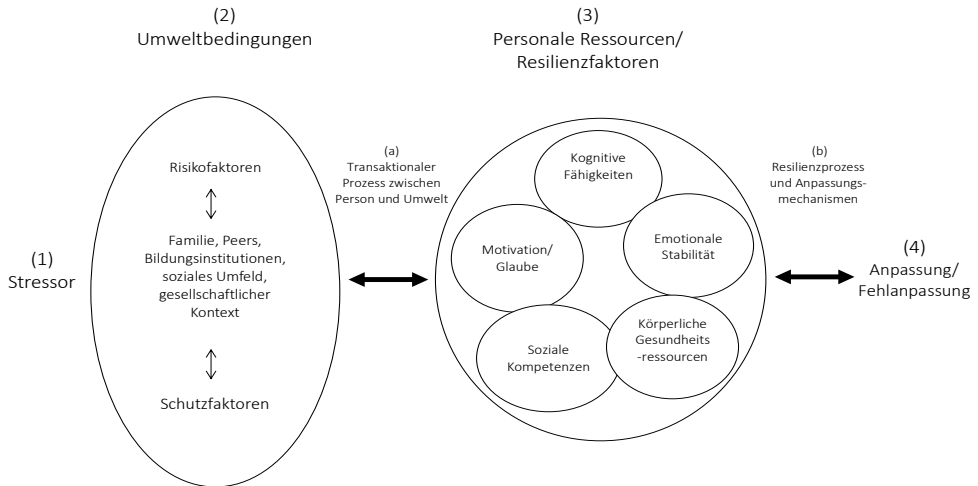 (2)
Umweltbedingungen
(3)
Personale Ressourcen/
Resilienzfaktoren
(1)
Stressor
Risikofaktoren
Familie, Peers,
Bildungsinstitutionen,
soziales Umfeld,
gesellschaftlicher
Kontext
Schutzfaktoren
(a)
Transaktionaler
Prozess zwischen
Person und Umwelt
Kognitive
Fähigkeiten
Motivation/
Glaube
Emotionale
Stabilität
Soziale
Kompetenzen
Körperliche
Gesundheits
-ressourcen
(b)
Resilienzprozess
und Anpassungs-
mechanismen
(4)
Anpassung/
Fehlanpassung